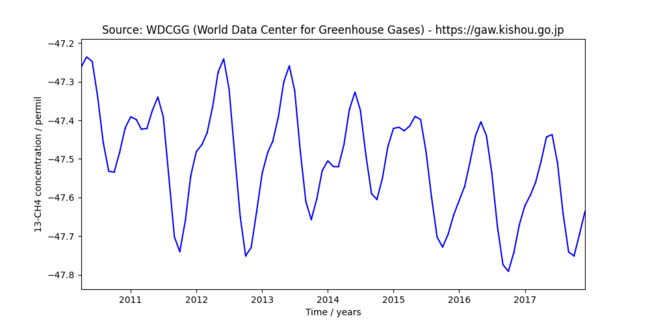 Source: WDCGG (World Data Center for Greenhouse Gases) - https://gaw.kishou.go.jp
−47.2
−47.3
−47.4
−47.5
−47.6
−47.7
−47.8
13-CH4 concentration / permil
2011 2012 2013 2014 2015 2016 2017
Time / years